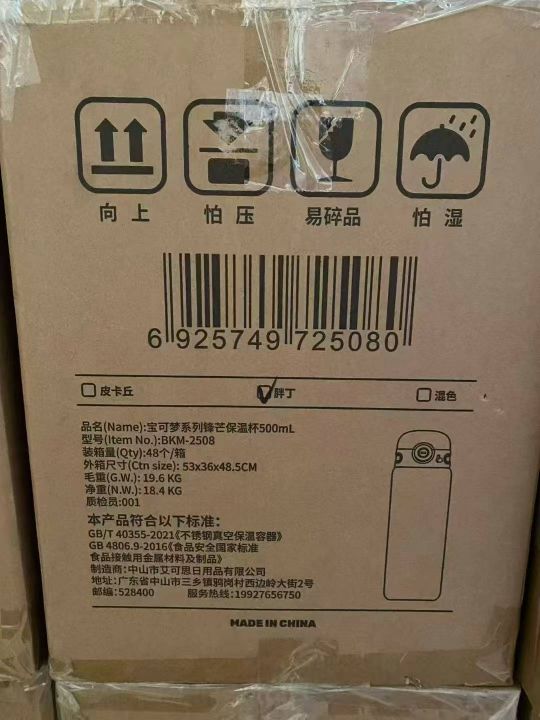 向上 怕压 易碎品 怕湿
6 925749 725080
皮卡丘 胖丁 混色
品名(Name):宝可梦系列锋芒保温杯500mL
型号(Item No.):BKM-2508
装箱量(Qty):48个/箱
外箱尺寸(Ctn size): 53x36x48.5CM
毛重(G.W.): 19.6 KG
净重(N.W.): 18.4 KG
质检员:001
本产品符合以下标准:
GB/T 40355-2021《不锈钢真空保温容器》
GB 4806.9-2016《食品安全国家标准
食品接触用金属材料及制品》
制造商:中山市艾可思日用品有限公司
地址:广东省中山市三乡镇鸦岗村西边岭大街2号
邮编:528400 服务热线:19927656750
MADE IN CHINA